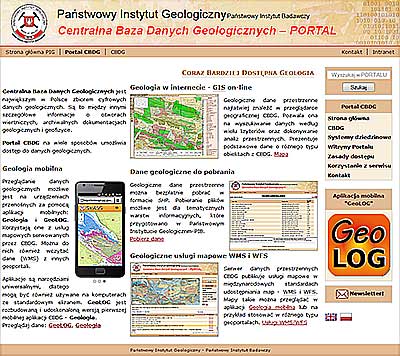 Państwowy Instytut Geologiczny Państwowy Instytut Badawczy
Centralna Baza Danych Geologicznych – PORTAL
Strona główna PIG | Portal CBDG | CBDG
Kontakt | Intranet
Coraz Bardziej Dostępna Geologia
Centralna Baza Danych Geologicznych jest
największym w Polsce zbiorem cyfrowych
danych geologicznych. Są to między innymi
szczegółowe informacje o otworach
wiertniczych, archiwalnych dokumentacjach
geologicznych i geofizyce.
Portal CBDG na wiele sposobów umożliwia
dostęp do danych geologicznych.
Geologia w internecie - GIS on-line
Geograficzne dane przestrzenne
najłatwiej znaleźć w przeglądarce
geograficznej CBDG. Pozwala ona
na wyszukiwanie danych według
wielu kryteriów oraz dokonywanie
analiz przestrzennych. Prezentuje
podstawowe dane o różnego typu
obiektach z CBDG. Mapa
Geologia mobilna
Przeglądanie danych
geologicznych możliwe
jest na urządzeniach
przenośnych za pomocą
aplikacji mobilnych:
Geologia i GeoLOG.
Korzystają one z usług
mapowych serwowanych
przez CBDG. Można do
nich również wczytać
dane (WMS) z innych
geoportali.
Aplikacje są narzędziami
uniwersalnymi, dlatego
mogą być również używane na komputerach
ze standardowym ekranem. GeoLOG jest
rozbudowaną i udoskonaloną wersją pierwszej
mobilnej aplikacji CBDG - Geologia.
Przeglądaj dane: GeoLOG, Geologia
Dane geologiczne do pobrania
Geologiczne dane przestrzenne
można bezpłatnie pobrać w
formacie SHP. Pobieranie plików
możliwe jest dla tematycznych
warstw informacyjnych, które
przygotowano w Państwowym
Instytucie Geologicznym-PIB.
Pobierz dane
Geologiczne usługi mapowe WMS i WFS
Serwer danych przestrzennych
CBDG publikuje usługi mapowe w
międzynarodowych standardach
udostępniania map - WMS i WFS.
Mapy takie można przeglądać w
aplikacji Geologia mobilna lub na
przykład stosować w różnego typu
geoportalach. Usługi WMS/WFS
Wyszukaj w PORTALU
Szukaj
Portal CBDG
Strona główna
CBDG
Systemy dziedzinowe
Witryny Portalu
Zasady dostępu
Korzystanie z serwisu
Kontakt
Aplikacja mobilna
"GeoLOG"
Geo
LOG
Newsletter!
Państwowy Instytut Geologiczny - Państwowy Instytut Badawczy